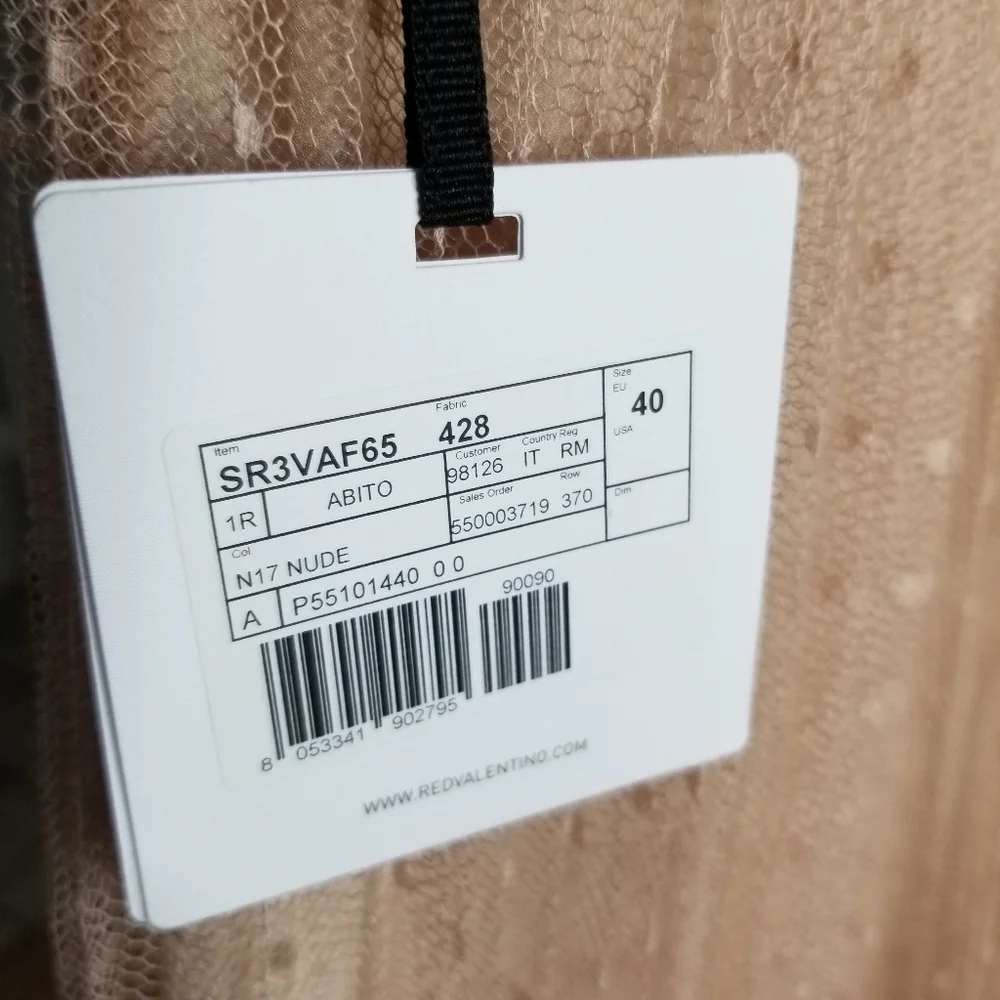 Item Fabric Size
SR3VAF65 428 EU 40
1R ABITO Customer 98126 Country IT Reg RM USA
Col N17 NUDE Sales Order 550003719 Row 370 Dim.
A P55101440 0 0
90090
8 053341 902795
WWW.REDVALENTINO.COM